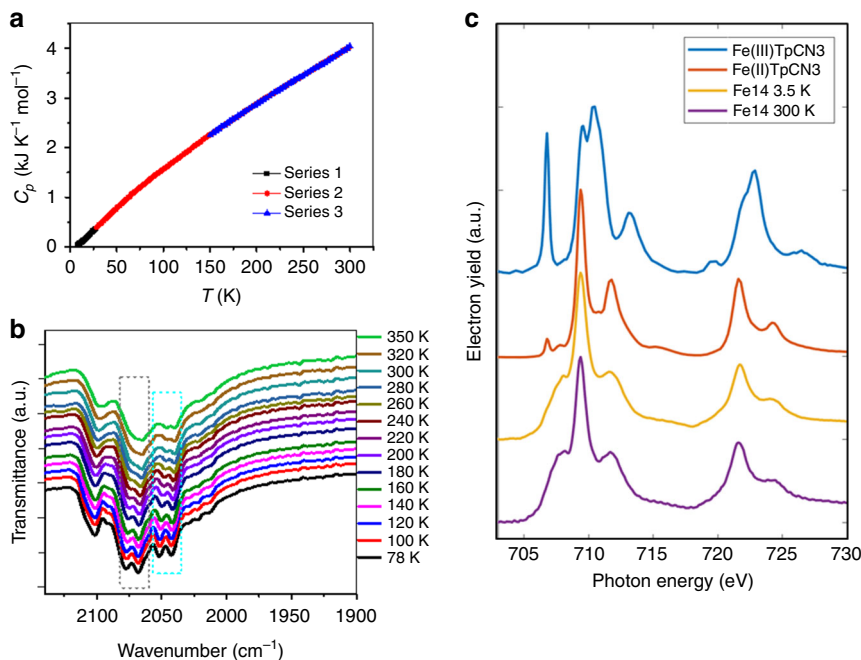 a
4
3
2
1
0
C_p (kJ K⁻¹ mol⁻¹)
Series 1
Series 2
Series 3
0 50 100 150 200 250 300
T (K)
b
Transmittance (a.u.)
350 K
320 K
300 K
280 K
260 K
240 K
220 K
200 K
180 K
160 K
140 K
120 K
100 K
78 K
2100 2050 2000 1950 1900
Wavenumber (cm⁻¹)
c
Fe(III)TpCN3
Fe(II)TpCN3
Fe14 3.5 K
Fe14 300 K
Electron yield (a.u.)
705 710 715 720 725 730
Photon energy (eV)